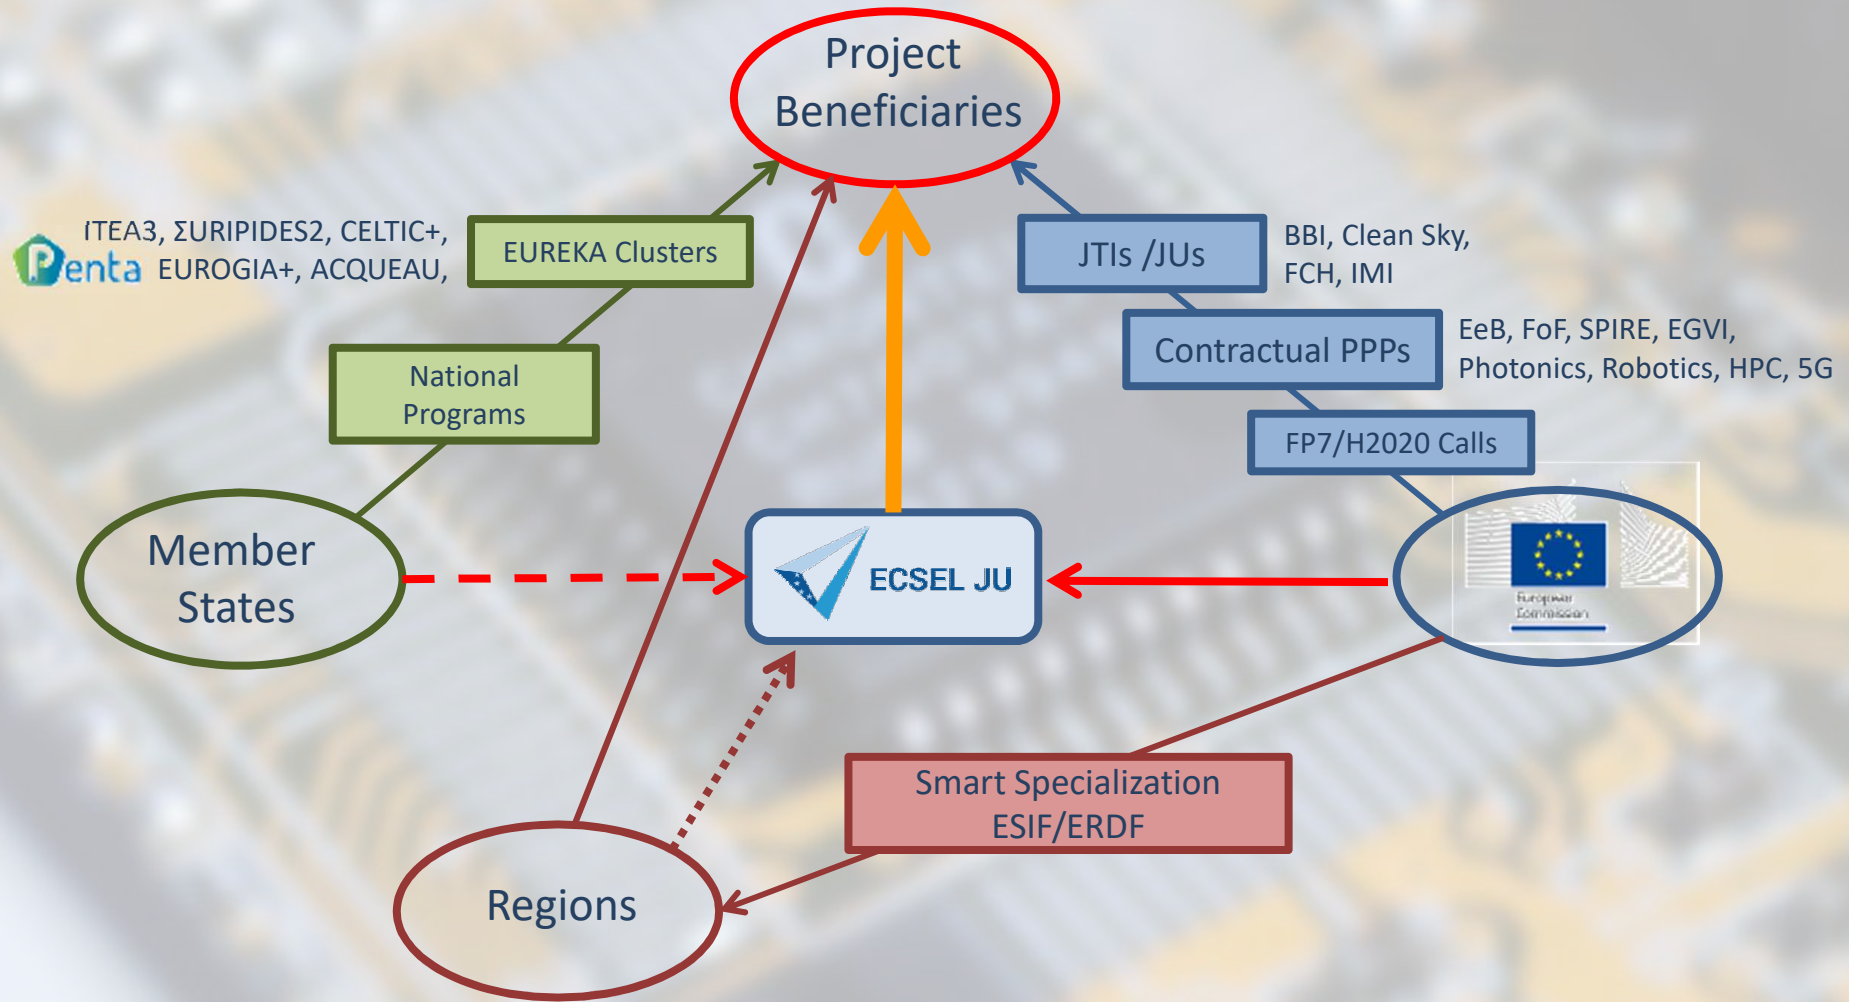 Project
Beneficiaries
ITEA3, ΣURIPIDES2, CELTIC+,
Penta EUROGIA+, ACQUEAU,
EUREKA Clusters
JTIs /JUs
BBI, Clean Sky,
FCH, IMI
Contractual PPPs
EeB, FoF, SPIRE, EGVI,
Photonics, Robotics, HPC, 5G
National
Programs
FP7/H2020 Calls
Member
States
ECSEL JU
European
Commission
Smart Specialization
ESIF/ERDF
Regions